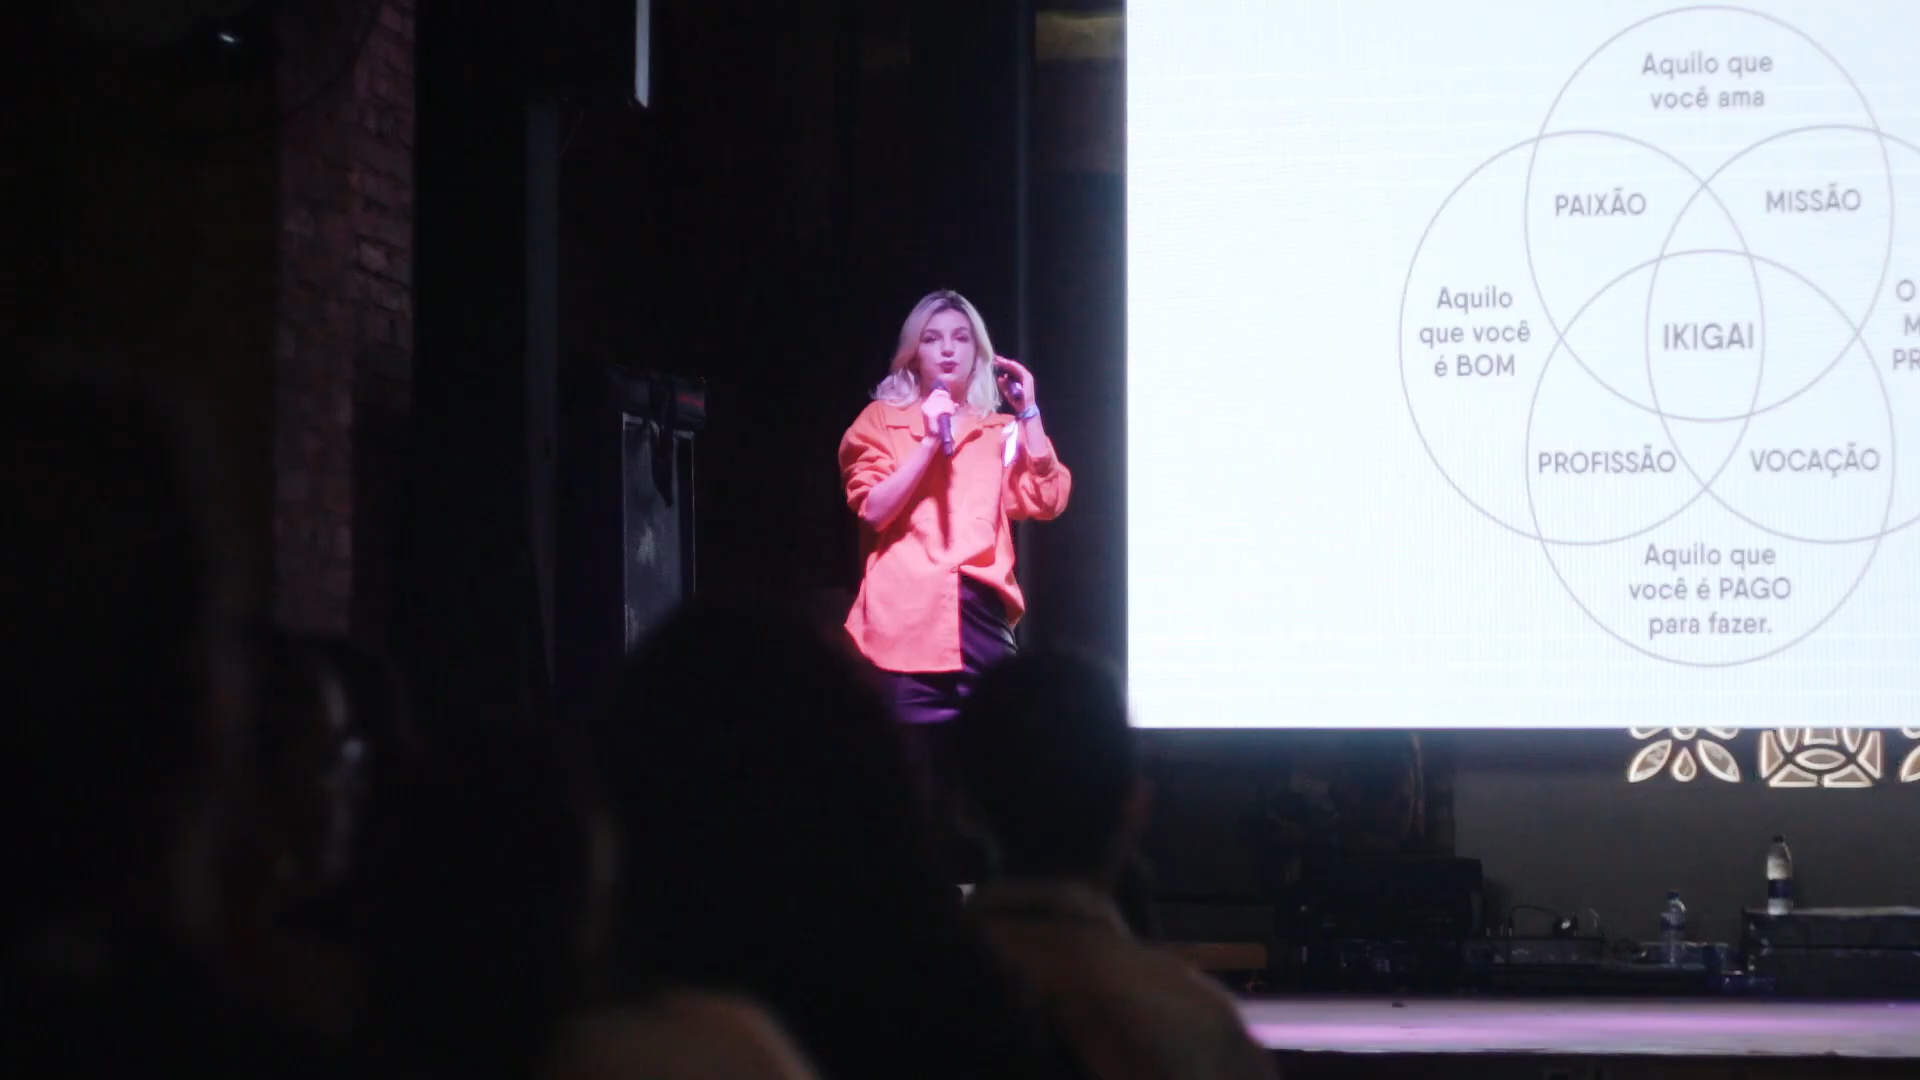 Aquilo que
você ama
PAIXÃO
MISSÃO
Aquilo
que você
é BOM
IKIGAI
O
PROFISSÃO
VOCAÇÃO
Aquilo que
você é PAGO
para fazer.